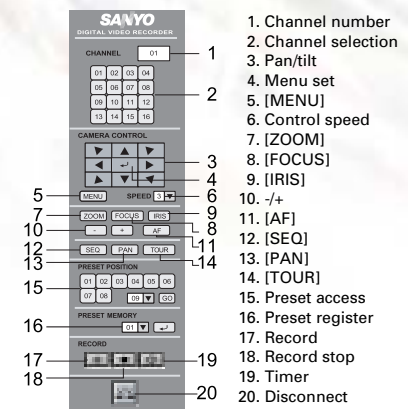 SANYO
DIGITAL VIDEO RECORDER
CHANNEL 01
1
01 02 03 04
05 06 07 08
09 10 11 12
13 14 15 16
2
CAMERA CONTROL
3
4
5 MENU SPEED 3 6
7 ZOOM FOCUS IRIS 9
8
10 - + AF
11
12 SEQ PAN TOUR
13 14
PRESET POSITION
15 01 02 03 04 05 06
07 08 09 GO
PRESET MEMORY
16 01
RECORD
17 19
18
20
1. Channel number
2. Channel selection
3. Pan/tilt
4. Menu set
5. [MENU]
6. Control speed
7. [ZOOM]
8. [FOCUS]
9. [IRIS]
10. -/+
11. [AF]
12. [SEQ]
13. [PAN]
14. [TOUR]
15. Preset access
16. Preset register
17. Record
18. Record stop
19. Timer
20. Disconnect